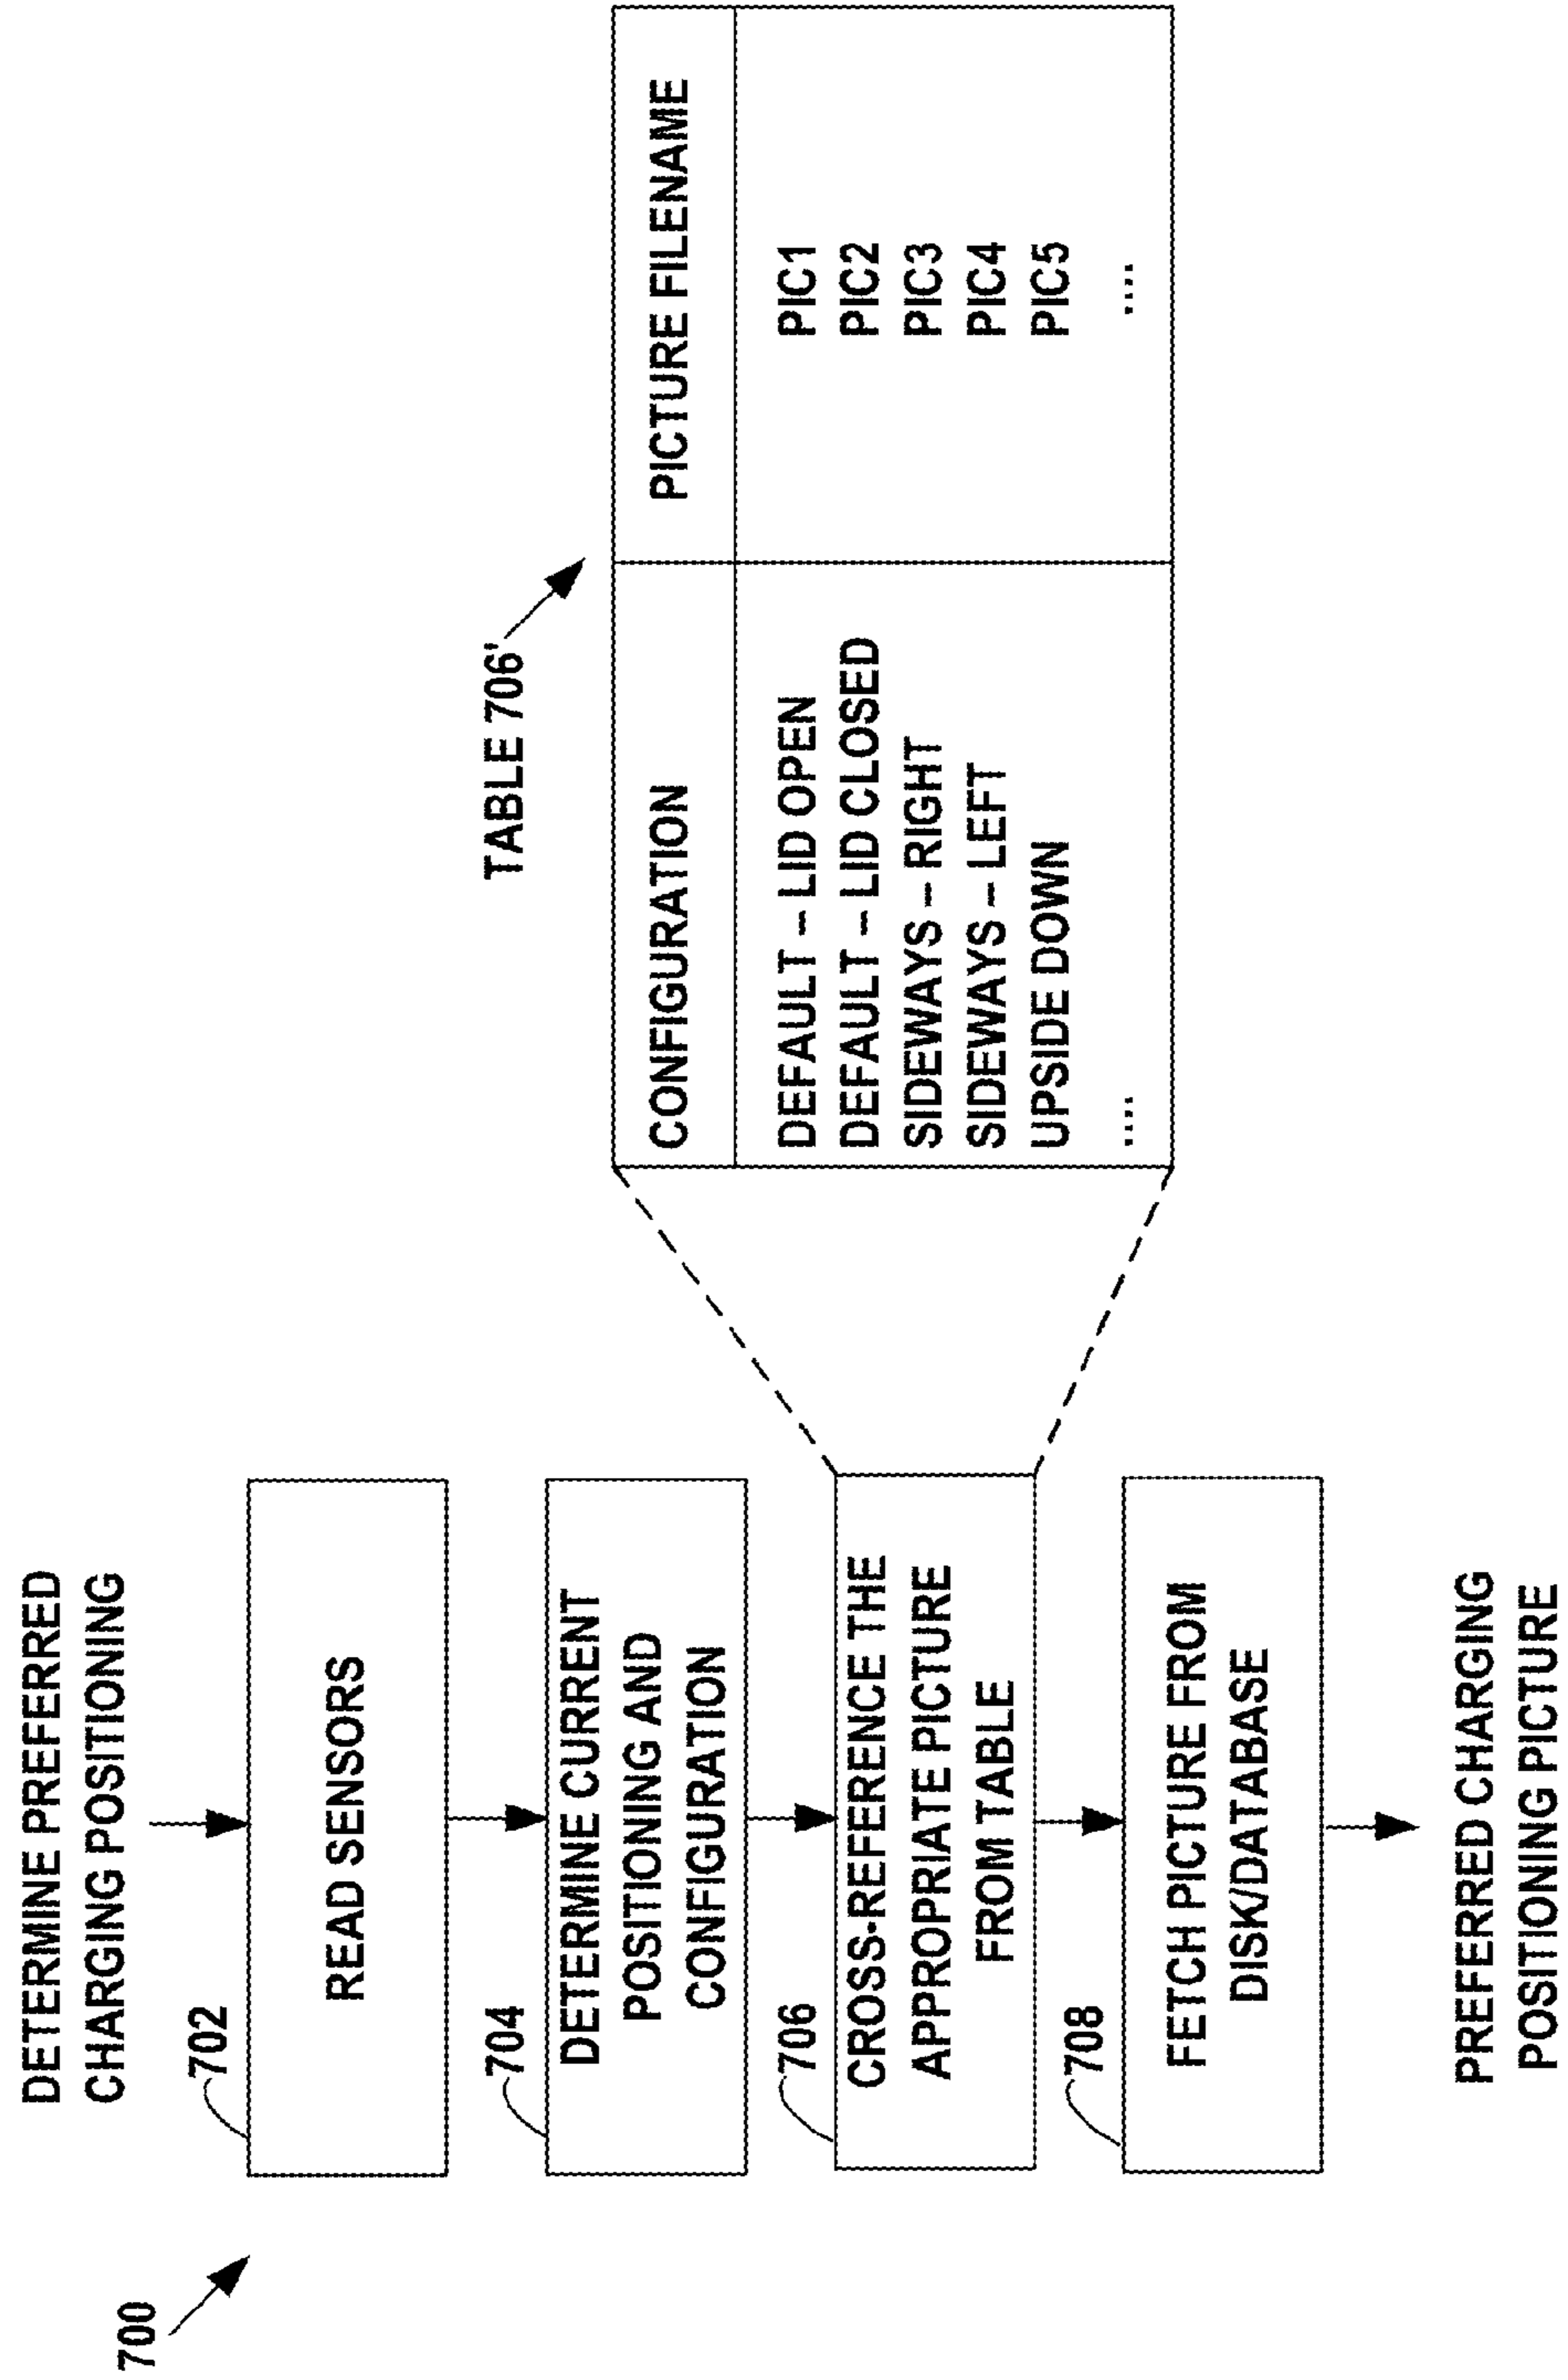 700
DETERMINE PREFERRED
CHARGING POSITIONING
702
READ SENSORS
704
DETERMINE CURRENT
POSITIONING AND
CONFIGURATION
706
CROSS-REFERENCE THE
APPROPRIATE PICTURE
FROM TABLE
708
FETCH PICTURE FROM
DISK/DATABASE
PREFERRED CHARGING
POSITIONING PICTURE
TABLE 706'
CONFIGURATION PICTURE FILENAME
DEFAULT – LID OPEN PIC1
DEFAULT – LID CLOSED PIC2
SIDEWAYS – RIGHT PIC3
SIDEWAYS – LEFT PIC4
UPSIDE DOWN PIC5
.... ....